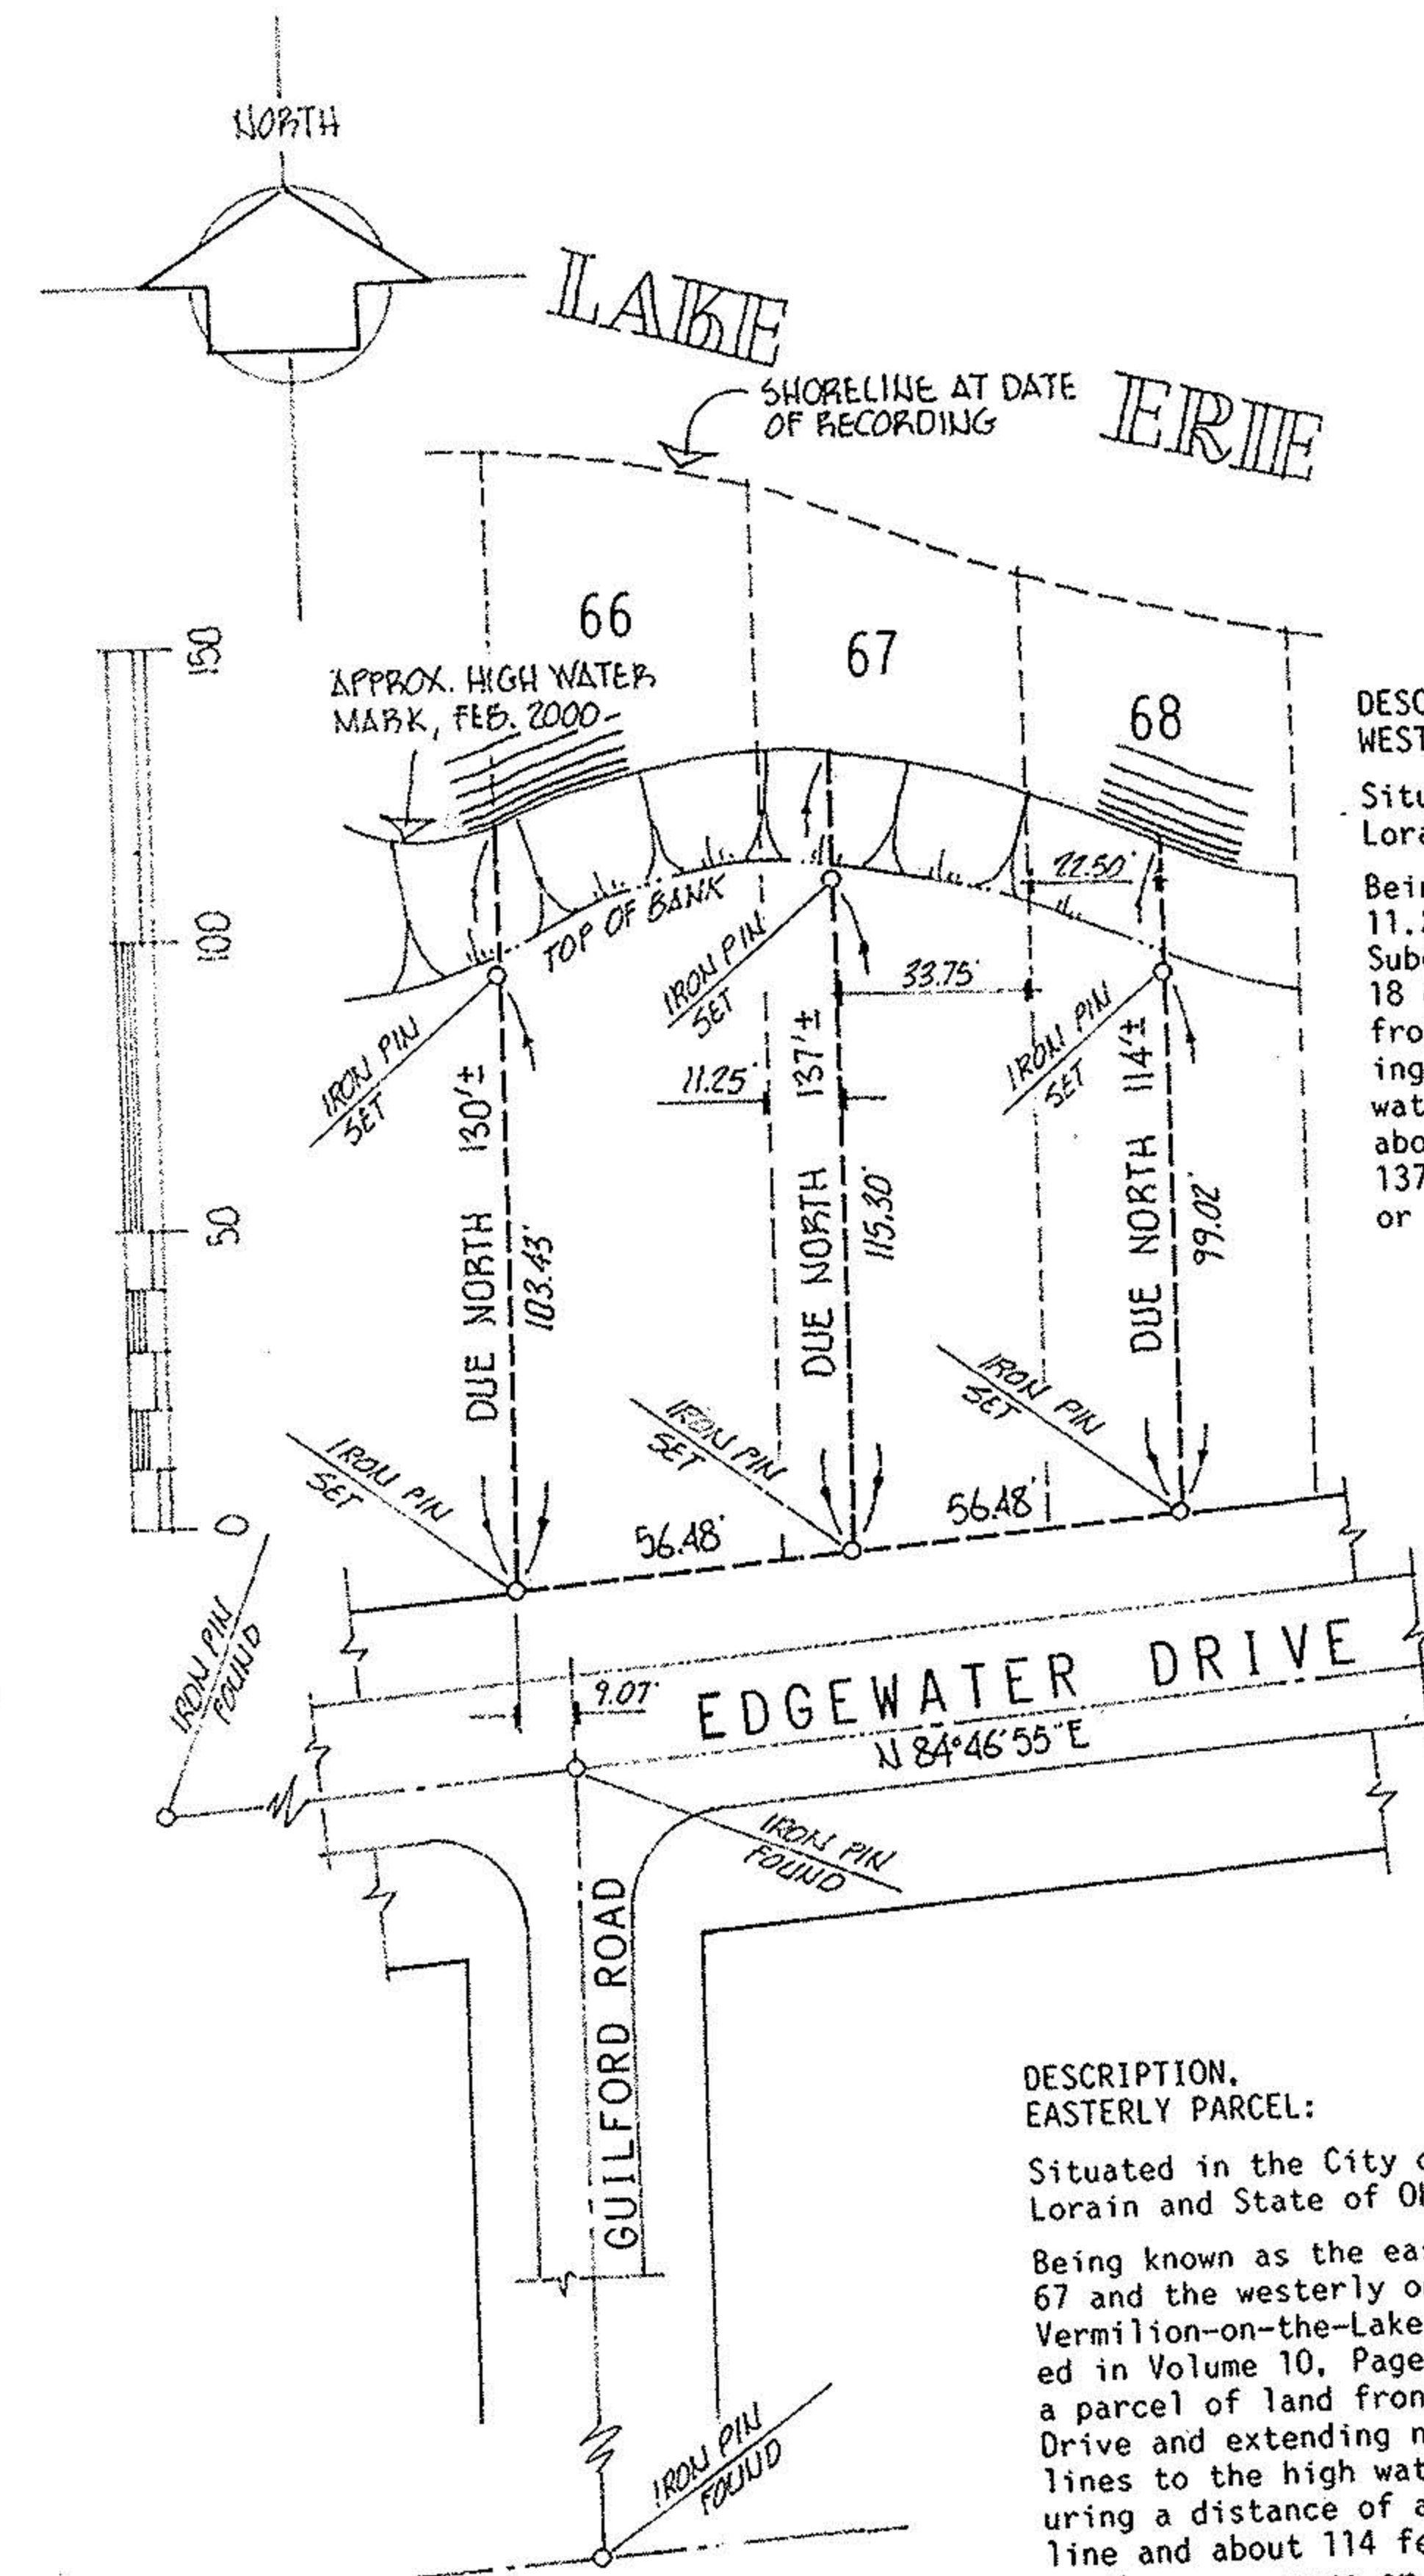 NORTH
LAKE
ERIE
SHORELINE AT DATE
OF RECORDING
66
67
68
APPROX. HIGH WATER
MARK, FEB. 2000
150
100
50
0
TOP OF BANK
22.50'
33.75'
11.25'
IRON PIN
SET
IRON PIN
SET
IRON PIN
SET
DUE NORTH 130'±
103.43'
DUE NORTH 137'±
115.30'
DUE NORTH 114'±
99.02'
IRON PIN
SET
IRON PIN
SET
IRON PIN
SET
56.48'
56.48'
IRON PIN
FOUND
9.07'
EDGEWATER DRIVE
N 84°46'55"E
IRON PIN
FOUND
GUILFORD ROAD
IRON PIN
FOUND
DESC
WEST
Situ
Lora
Bein
11.
Sub
18
fro
ing
wat
abo
137
or
DESCRIPTION,
EASTERLY PARCEL:
Situated in the City
Lorain and State of
Being known as the
67 and the westerly
Vermilion-on-the-Lake
ed in Volume 10, Page
a parcel of land
Drive and extending
lines to the high
uring a distance of
line and about 114